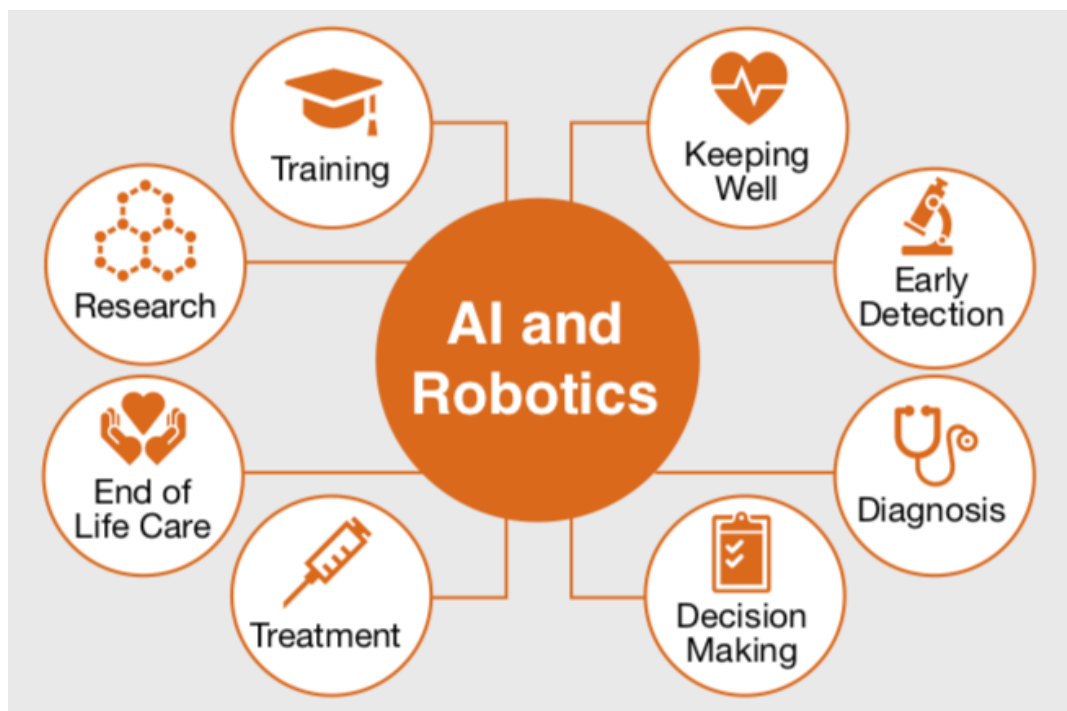 AI and
Robotics
Keeping
Well
Early
Detection
Diagnosis
Decision
Making
Treatment
End of
Life Care
Research
Training